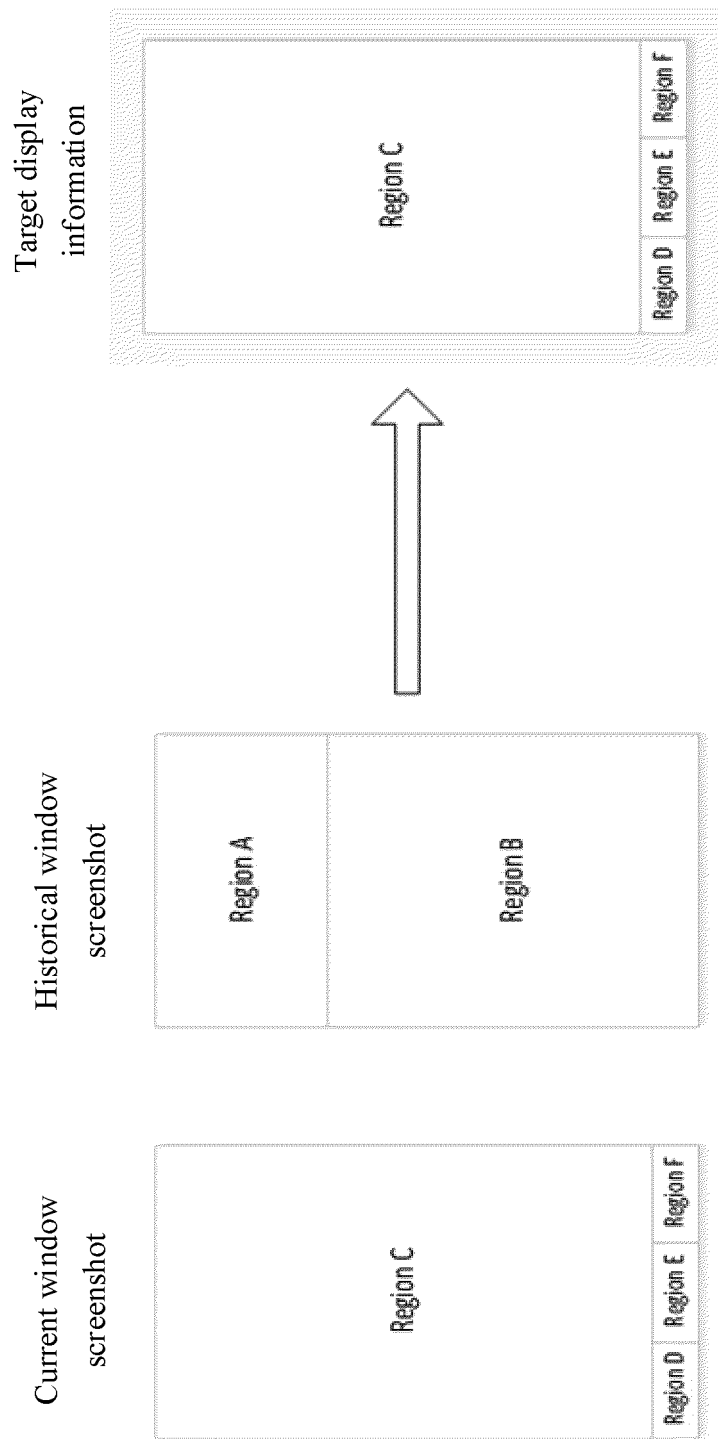 Current window
screenshot
Region C
Region D
Region E
Region F
Historical window
screenshot
Region A
Region B
Target display
information
Region C
Region D
Region E
Region F